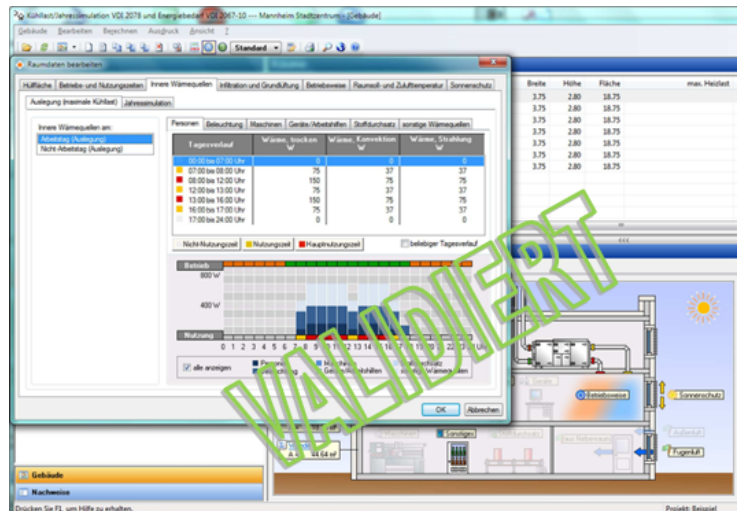 Kühllast/Jahressimulation VDI 2078 und Energiebedarf VDI 2067-10 --- Mannheim Stadtzentrum - [Gebäude]
Gebäude Bearbeiten Berechnen Ausdruck Ansicht ?
Standard
Raumdaten bearbeiten
Hüllfläche Betriebs- und Nutzungszeiten Innere Wärmequellen Infiltration und Grundlüftung Betriebsweise Raumsoll- und Zulufttemperatur Sonnenschutz
Auslegung (maximale Kühllast) Jahressimulation
Innere Wärmequellen am:
Arbeitstag (Auslegung)
Nicht-Arbeitstag (Auslegung)
Personen Beleuchtung Maschinen Geräte/Arbeitshilfen Stoffdurchsatz sonstige Wärmequellen
Tagesverlauf Wärme, trocken W Wärme, Konvektion W Wärme, Strahlung W
00:00 bis 07:00 Uhr 0 0 0
07:00 bis 08:00 Uhr 75 37 37
08:00 bis 12:00 Uhr 150 75 75
12:00 bis 13:00 Uhr 75 37 37
13:00 bis 16:00 Uhr 150 75 75
16:00 bis 17:00 Uhr 75 37 37
17:00 bis 24:00 Uhr 0 0 0
Nicht-Nutzungszeit Nutzungszeit Hauptnutzungszeit beliebiger Tagesverlauf
Betrieb
800 W
400 W
Nutzung
0 1 2 3 4 5 6 7 8 9 10 11 12 13 14 15 16 17
alle anzeigen
OK Abbrechen
Breite Höhe Fläche max. Heizlast
3.75 2.80 18.75
3.75 2.80 18.75
3.75 2.80 18.75
3.75 2.80 18.75
3.75 2.80 18.75
3.75 2.80 18.75
3.75 2.80 18.75
VALIDIERT
Geräte
Betriebsweise
Sonnenschutz
Maschinen
Sonstiges
Stoffdurchsatz
Außenluft
Fugenluft
44.64 m²
Gebäude
Nachweise
Drücken Sie F1, um Hilfe zu erhalten.
Projekt: Beispiel